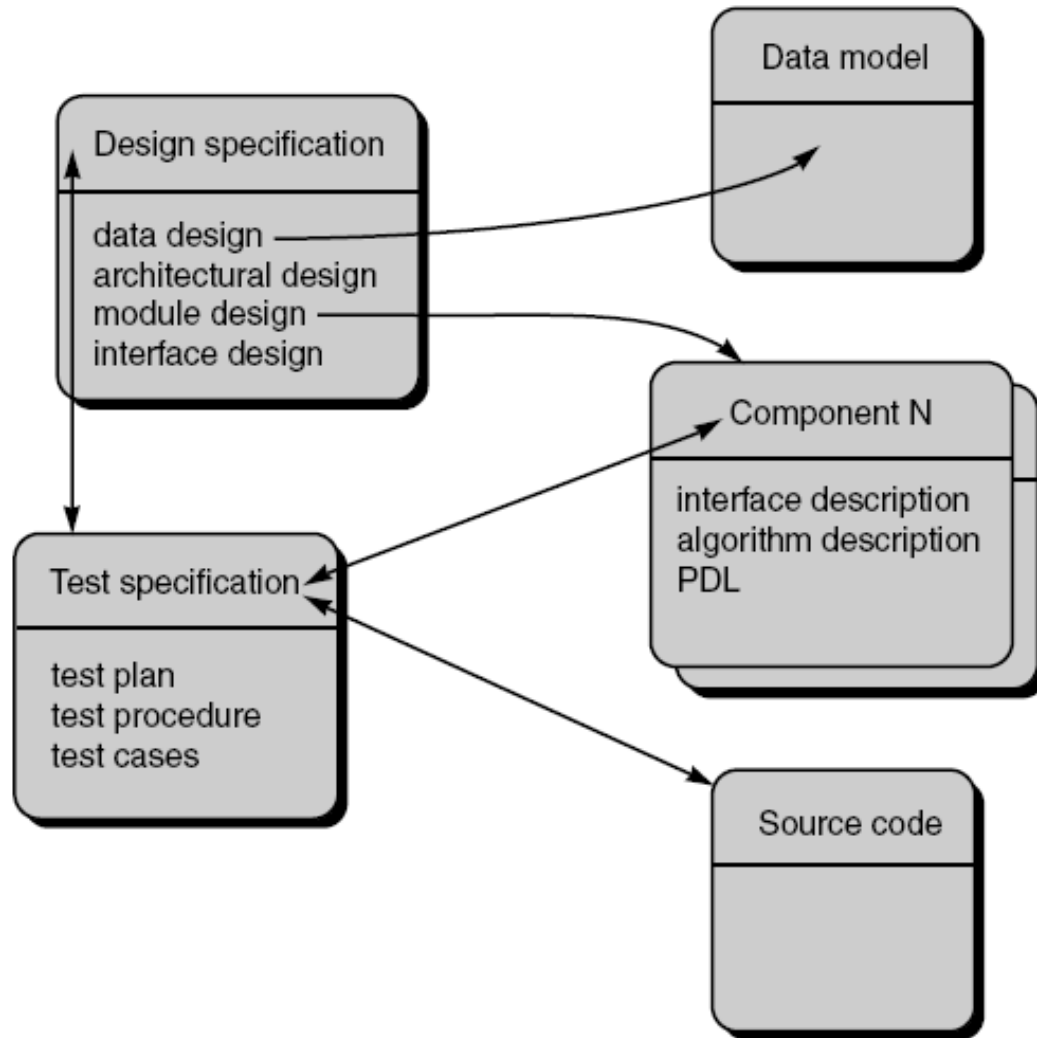 Data model
Design specification
data design
architectural design
module design
interface design
Component N
interface description
algorithm description
PDL
Test specification
test plan
test procedure
test cases
Source code